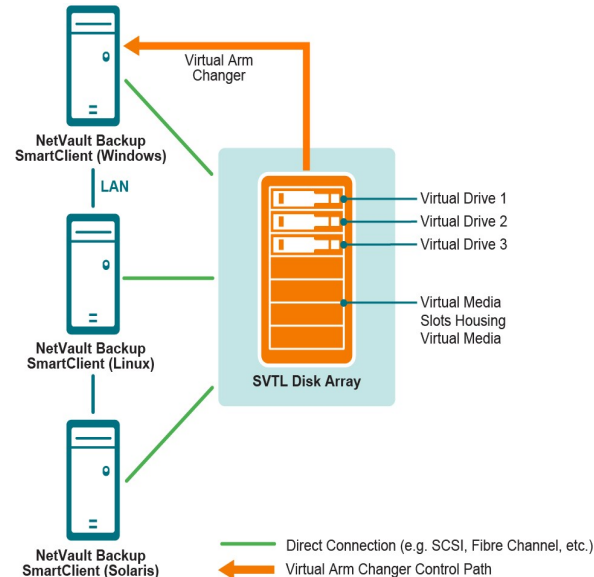 Virtual Arm
Changer
NetVault Backup
SmartClient (Windows)
LAN
Virtual Drive 1
Virtual Drive 2
Virtual Drive 3
Virtual Media
Slots Housing
Virtual Media
NetVault Backup
SmartClient (Linux)
SVTL Disk Array
NetVault Backup
SmartClient (Solaris)
Direct Connection (e.g. SCSI, Fibre Channel, etc.)
Virtual Arm Changer Control Path